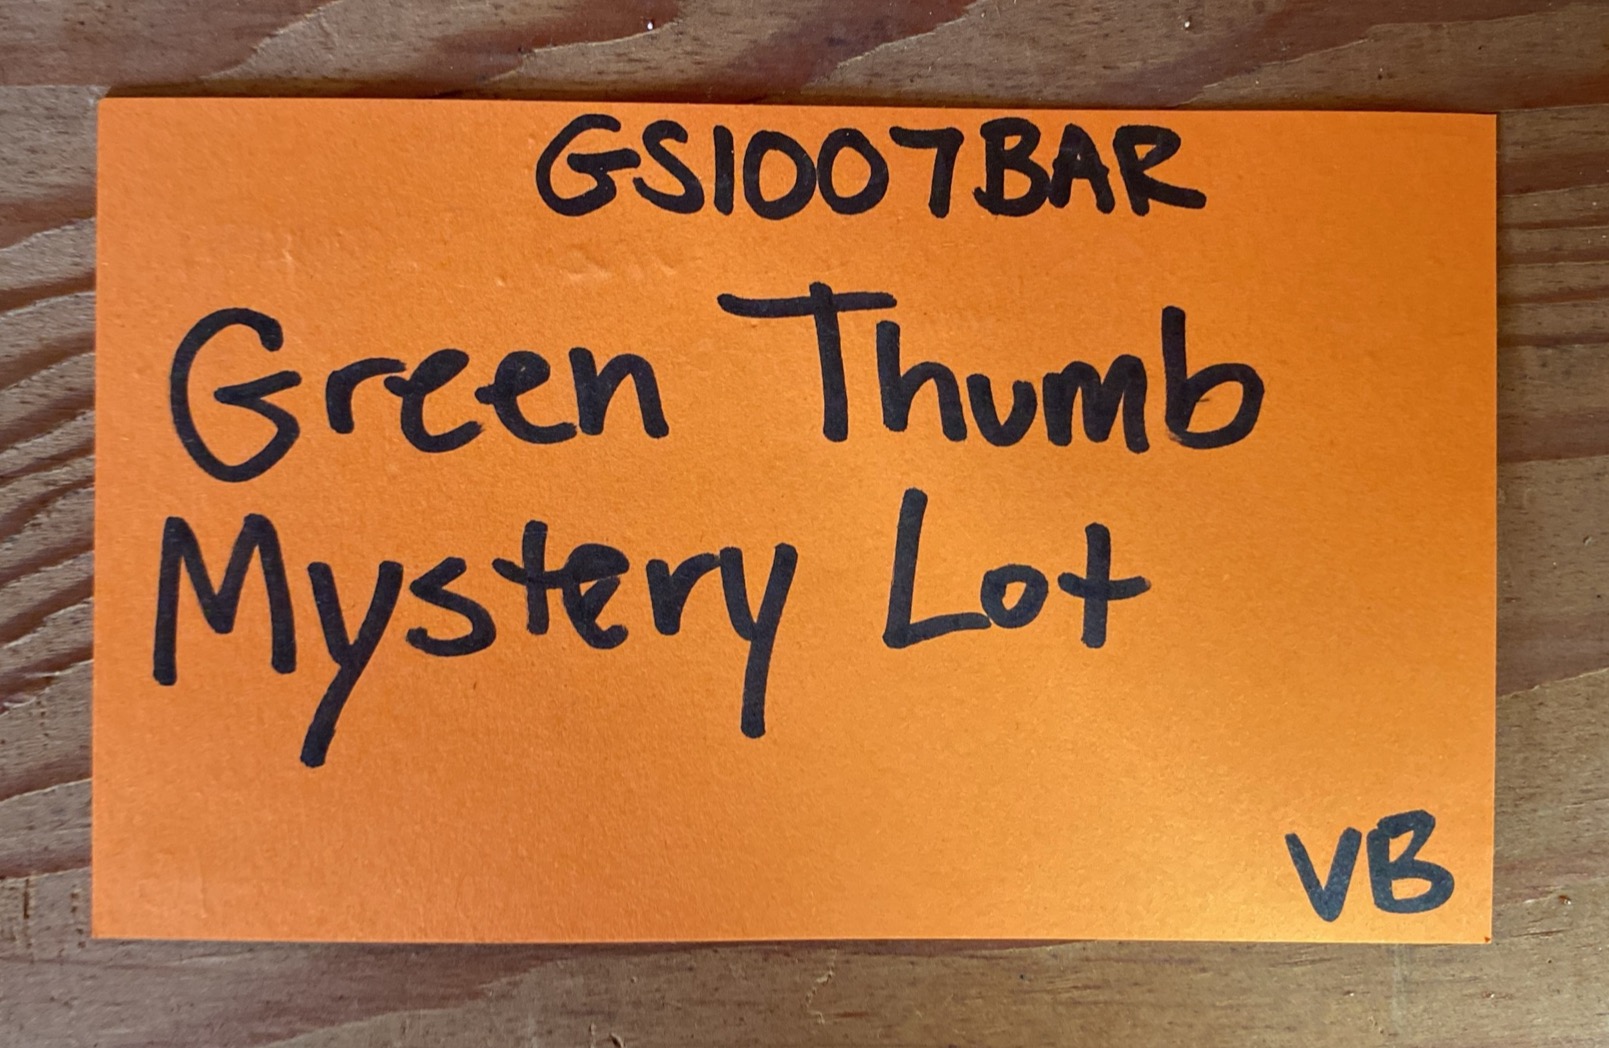 GS1007BAR
Green Thumb
Mystery Lot
VB